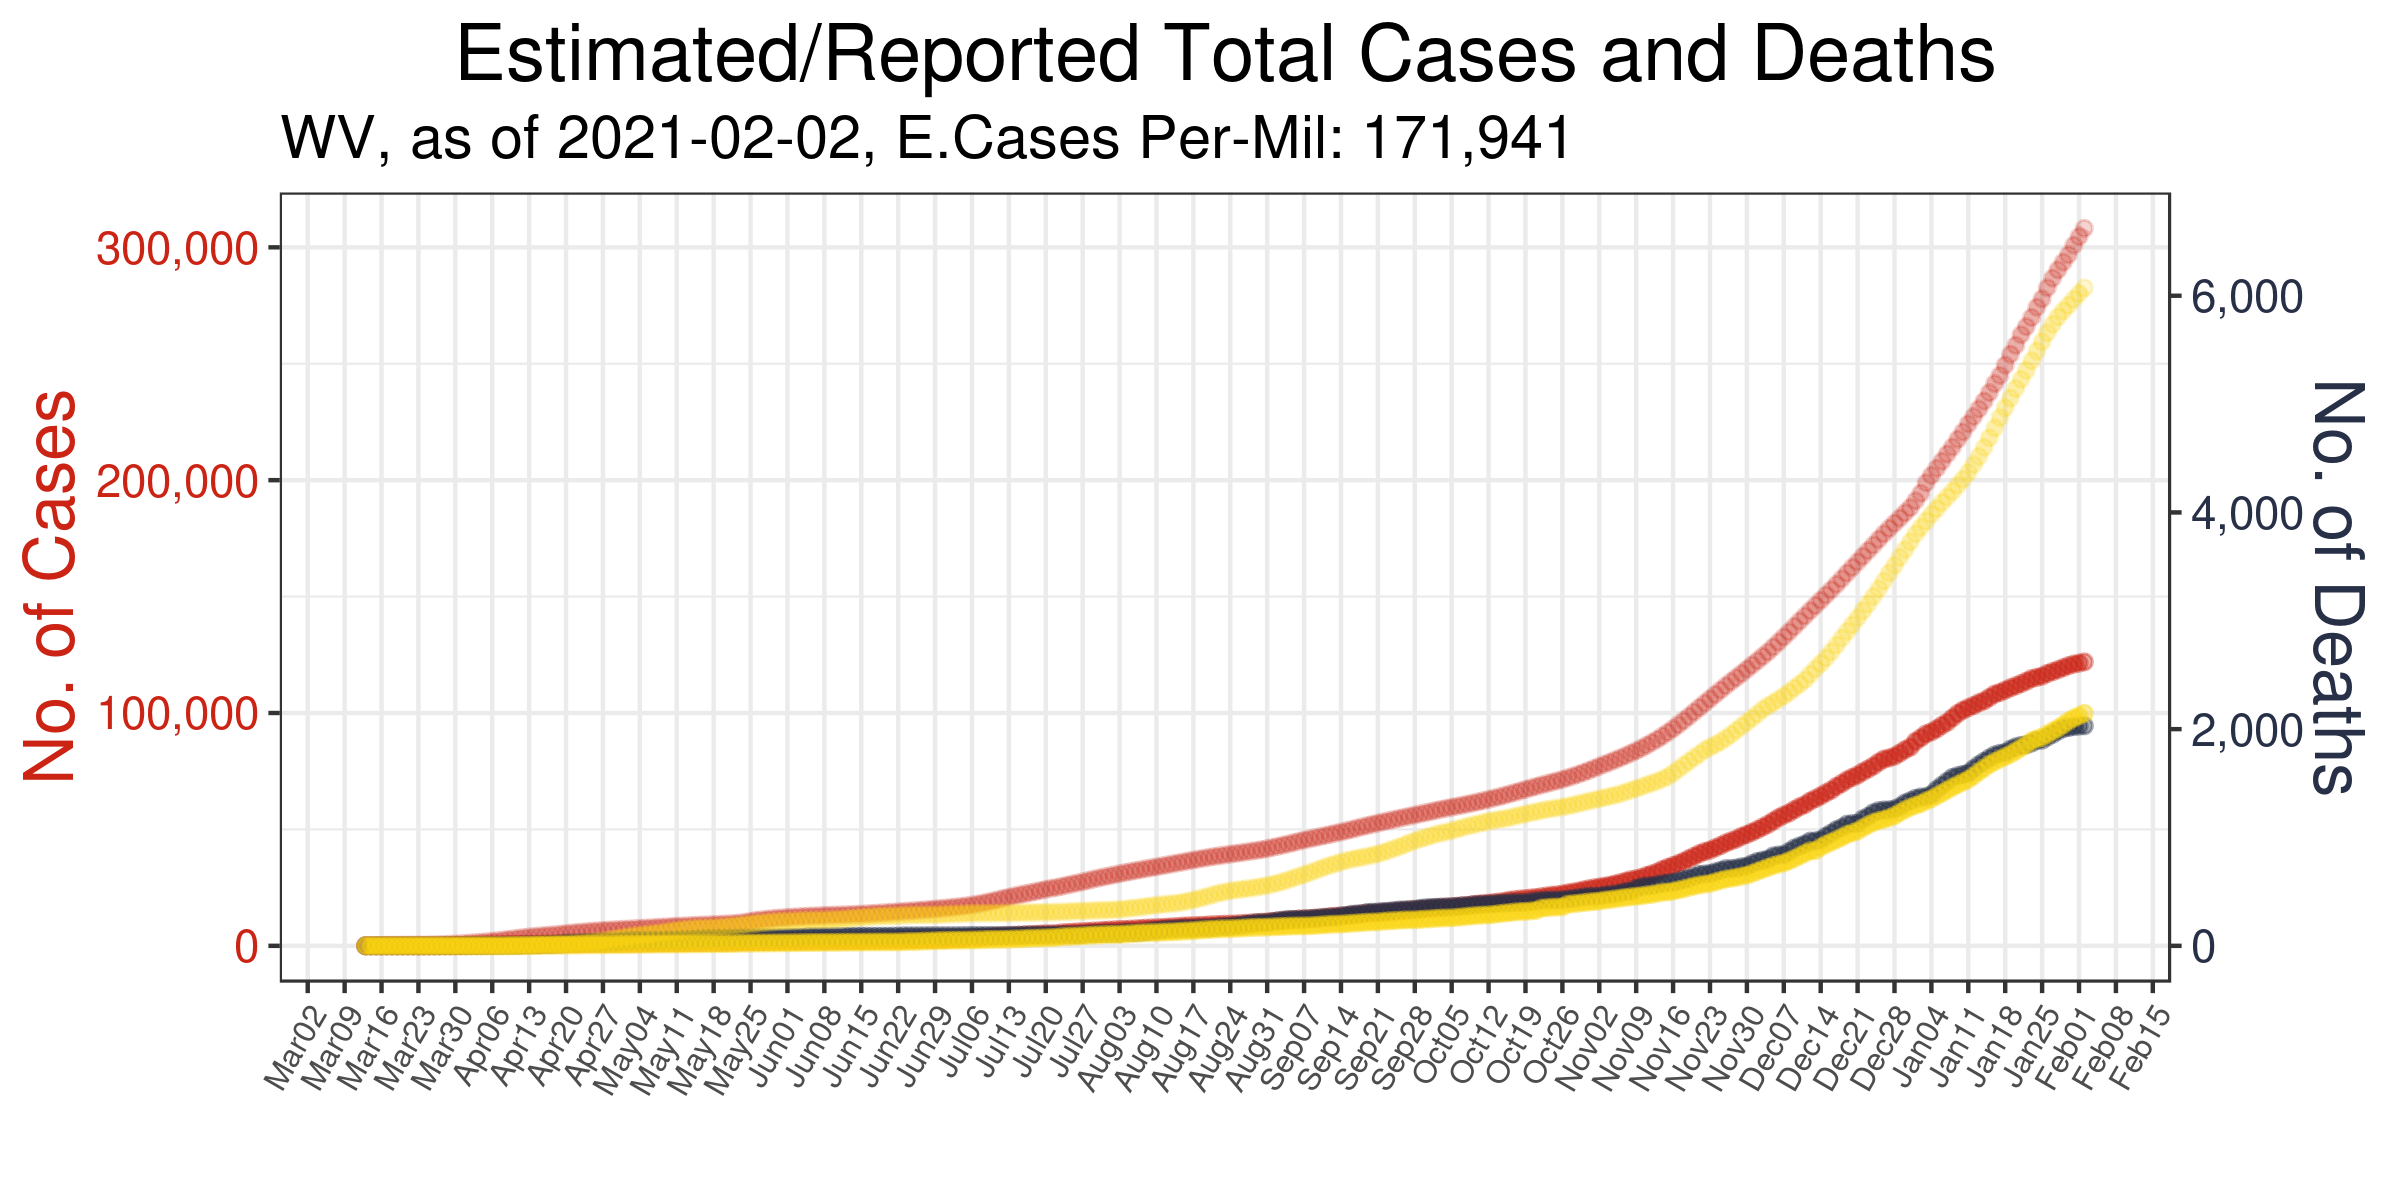 Estimated/Reported Total Cases and Deaths
WV, as of 2021-02-02, E.Cases Per-Mil: 171,941
No. of Cases
300,000
200,000
100,000
0
6,000
4,000
2,000
0
No. of Deaths
Mar02
Mar09
Mar16
Mar23
Mar30
Apr06
Apr13
Apr20
Apr27
May04
May11
May18
May25
Jun01
Jun08
Jun15
Jun22
Jun29
Jul06
Jul13
Jul20
Jul27
Aug03
Aug10
Aug17
Aug24
Aug31
Sep07
Sep14
Sep21
Sep28
Oct05
Oct12
Oct19
Oct26
Nov02
Nov09
Nov16
Nov23
Nov30
Dec07
Dec14
Dec21
Dec28
Jan04
Jan11
Jan18
Jan25
Feb01
Feb08
Feb15